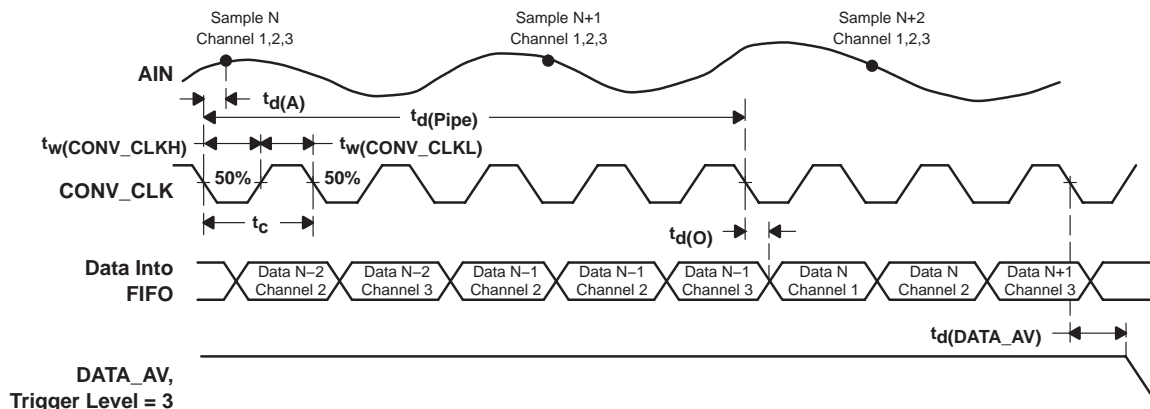 Sample N
Channel 1,2,3
Sample N+1
Channel 1,2,3
Sample N+2
Channel 1,2,3
AIN
td(A)
td(Pipe)
tw(CONV_CLKH)
tw(CONV_CLKL)
CONV_CLK
50%
50%
tc
td(O)
Data Into
FIFO
Data N–2
Channel 2
Data N–2
Channel 3
Data N–1
Channel 2
Data N–1
Channel 2
Data N–1
Channel 3
Data N
Channel 1
Data N
Channel 2
Data N+1
Channel 3
td(DATA_AV)
DATA_AV,
Trigger Level = 3